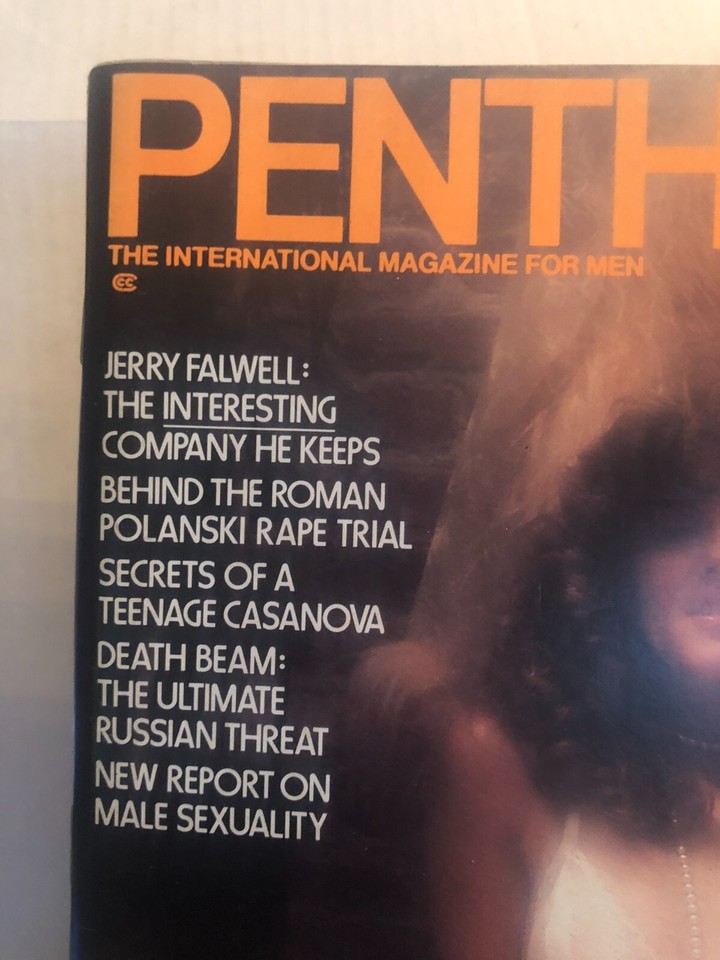 PENTH
THE INTERNATIONAL MAGAZINE FOR MEN
JERRY FALWELL:
THE INTERESTING
COMPANY HE KEEPS
BEHIND THE ROMAN
POLANSKI RAPE TRIAL
SECRETS OF A
TEENAGE CASANOVA
DEATH BEAM:
THE ULTIMATE
RUSSIAN THREAT
NEW REPORT ON
MALE SEXUALITY